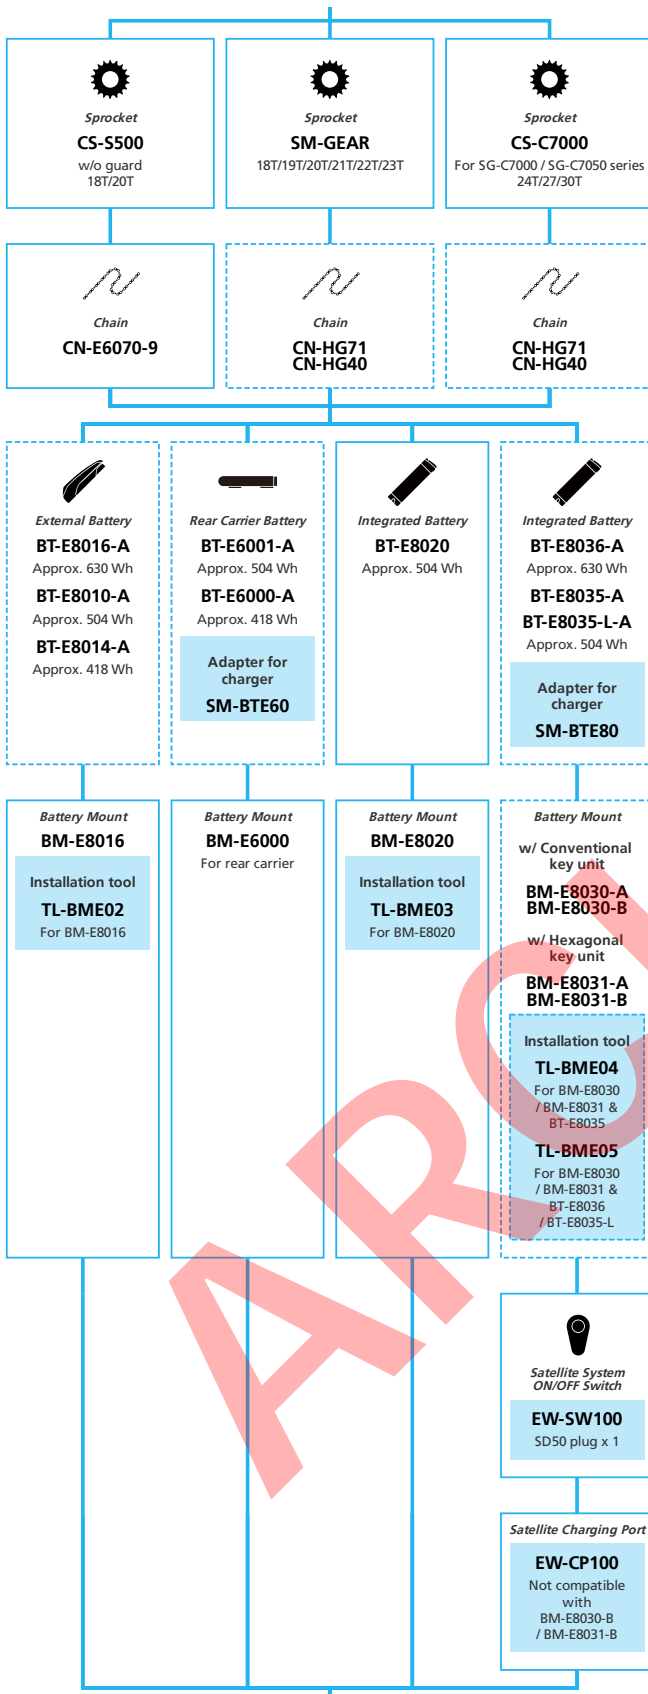 Sprocket
CS-S500
w/o guard
18T/20T
Sprocket
SM-GEAR
18T/19T/20T/21T/22T/23T
Sprocket
CS-C7000
For SG-C7000 / SG-C7050 series
24T/27/30T
Chain
CN-E6070-9
Chain
CN-HG71
CN-HG40
Chain
CN-HG71
CN-HG40
External Battery
BT-E8016-A
Approx. 630 Wh
BT-E8010-A
Approx. 504 Wh
BT-E8014-A
Approx. 418 Wh
Rear Carrier Battery
BT-E6001-A
Approx. 504 Wh
BT-E6000-A
Approx. 418 Wh
Adapter for
charger
SM-BTE60
Integrated Battery
BT-E8020
Approx. 504 Wh
Integrated Battery
BT-E8036-A
Approx. 630 Wh
BT-E8035-A
BT-E8035-L-A
Approx. 504 Wh
Adapter for
charger
SM-BTE80
Battery Mount
BM-E8016
Installation tool
TL-BME02
For BM-E8016
Battery Mount
BM-E6000
For rear carrier
Battery Mount
BM-E8020
Installation tool
TL-BME03
For BM-E8020
Battery Mount
w/ Conventional
key unit
BM-E8030-A
BM-E8030-B
w/ Hexagonal
key unit
BM-E8031-A
BM-E8031-B
Installation tool
TL-BME04
For BM-E8030
/ BM-E8031 &
BT-E8035
TL-BME05
For BM-E8030
/ BM-E8031 &
BT-E8036
/ BT-E8035-L
Satellite System
ON/OFF Switch
EW-SW100
SD50 plug x 1
Satellite Charging Port
EW-CP100
Not compatible
with
BM-E8030-B
/ BM-E8031-B